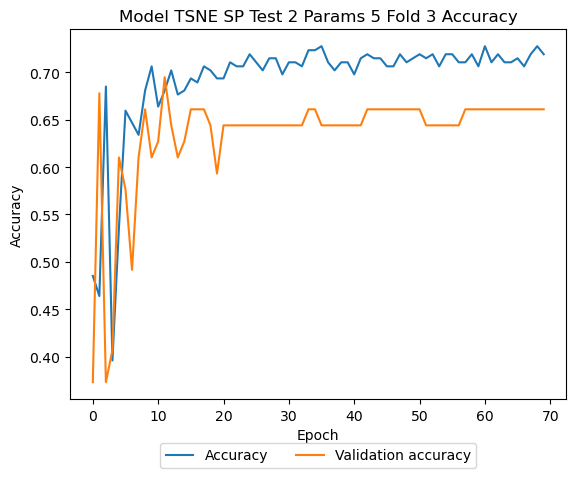 Model TSNE SP Test 2 Params 5 Fold 3 Accuracy
Accuracy
0.70
0.65
0.60
0.55
0.50
0.45
0.40
0 10 20 30 40 50 60 70
Epoch
Accuracy Validation accuracy